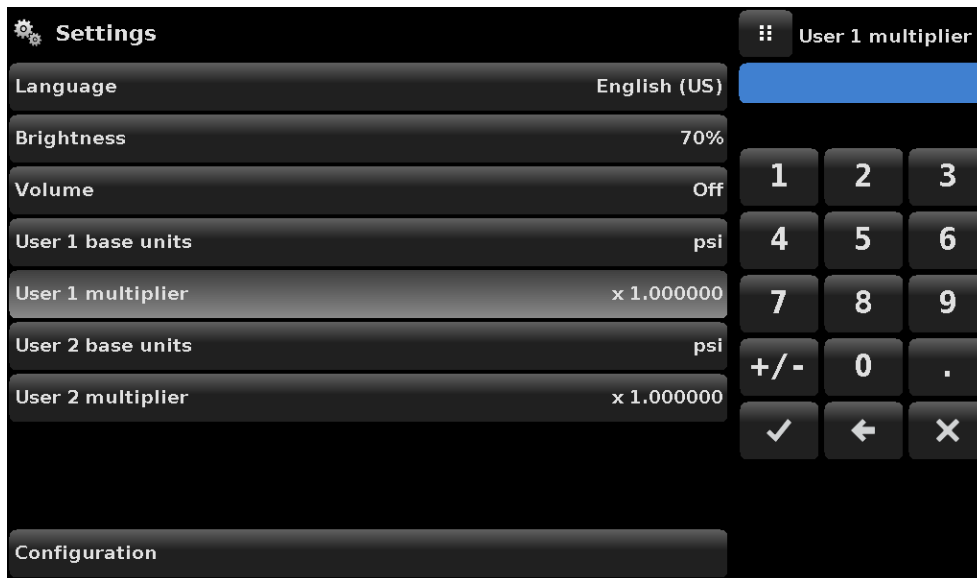 Settings
Language English (US)
Brightness 70%
Volume Off
User 1 base units psi
User 1 multiplier x 1.000000
User 2 base units psi
User 2 multiplier x 1.000000
Configuration
User 1 multiplier
1 2 3
4 5 6
7 8 9
+/- 0 .